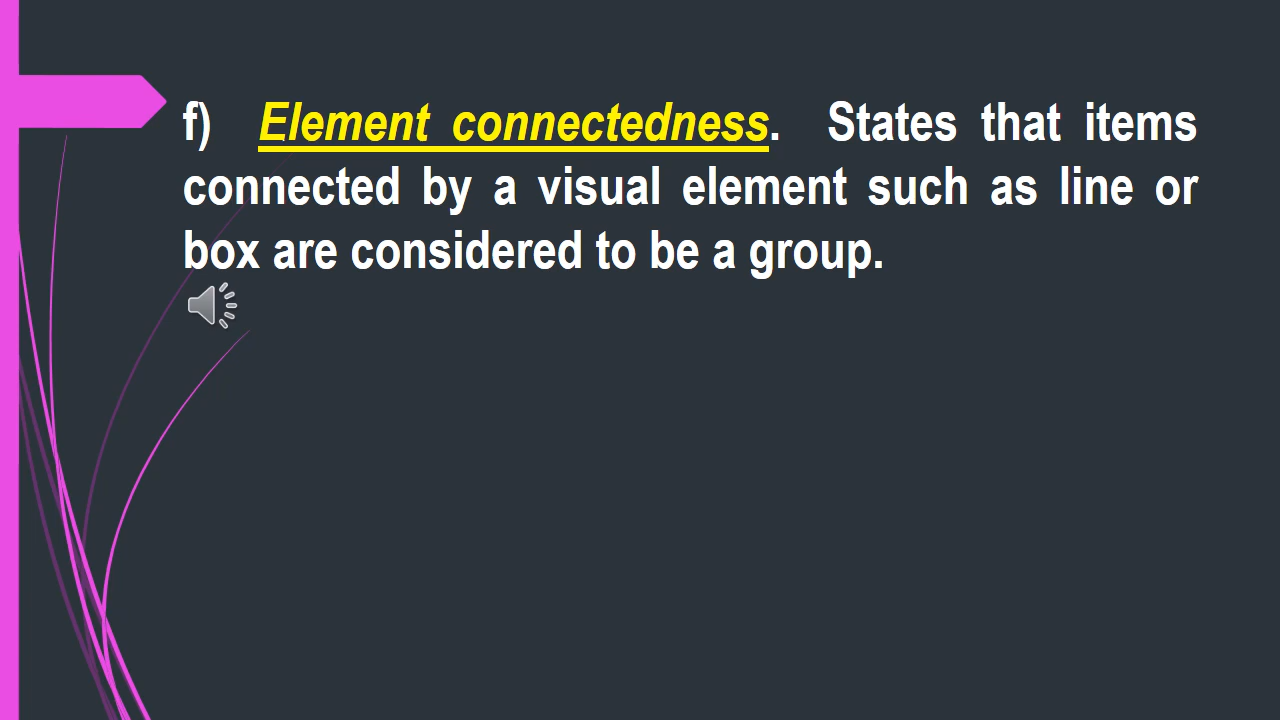 f) Element connectedness. States that items
connected by a visual element such as line or
box are considered to be a group.